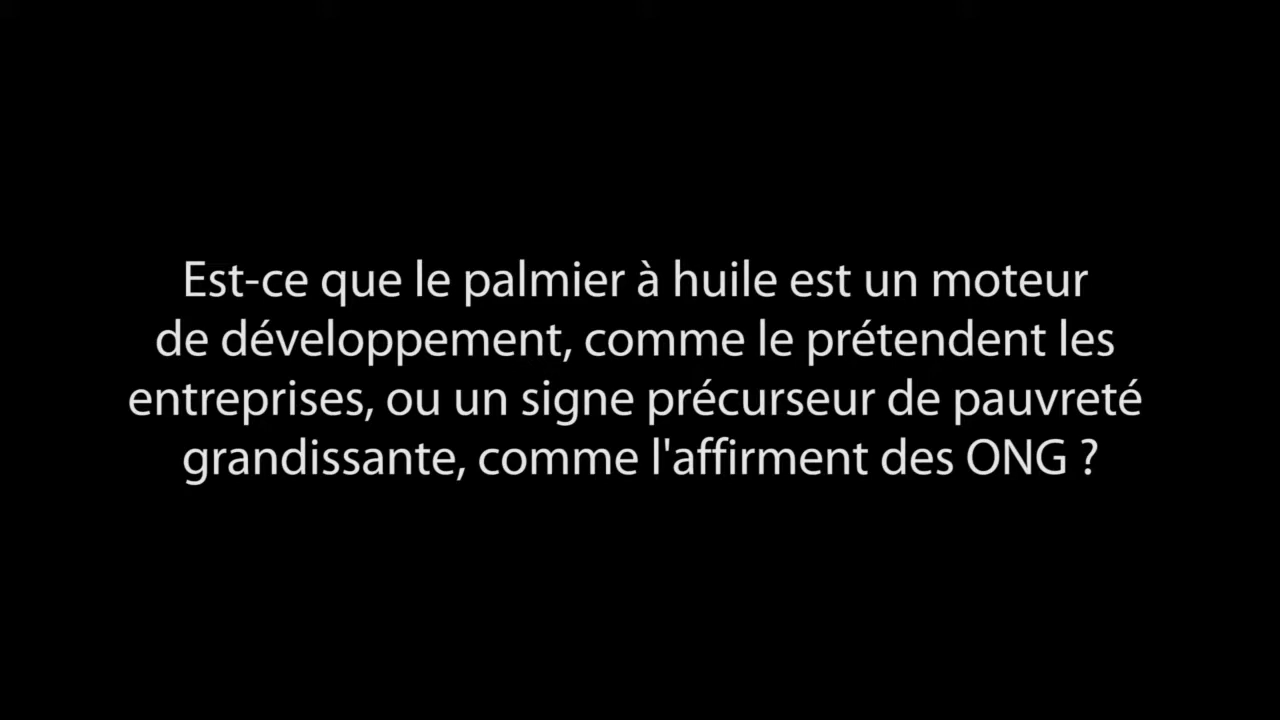 Est-ce que le palmier à huile est un moteur
de développement, comme le prétendent les
entreprises, ou un signe précurseur de pauvreté
grandissante, comme l'affirment des ONG ?